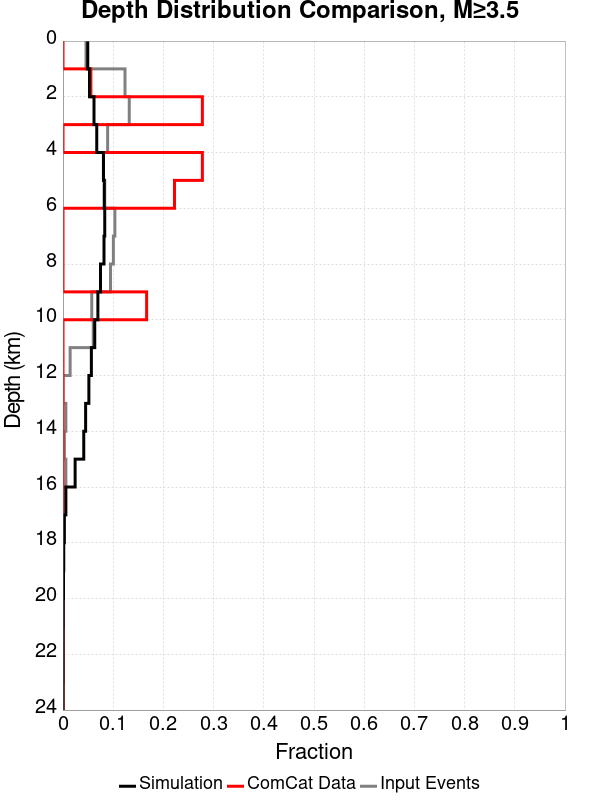 Depth Distribution Comparison, M≥3.5
0
2
4
6
8
10
12
14
16
18
20
22
24
Depth (km)
0 0.1 0.2 0.3 0.4 0.5 0.6 0.7 0.8 0.9 1
Fraction
Simulation ComCat Data Input Events